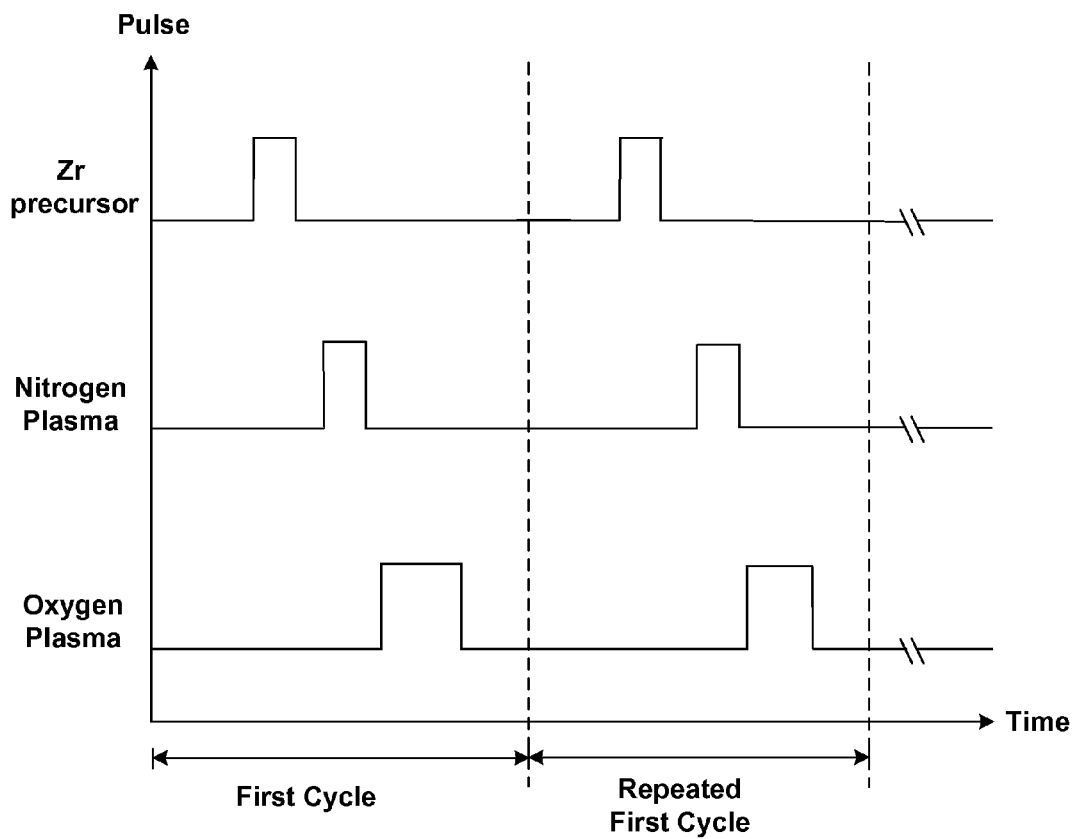 Pulse
Zr
precursor
Nitrogen
Plasma
Oxygen
Plasma
Time
First Cycle
Repeated
First Cycle